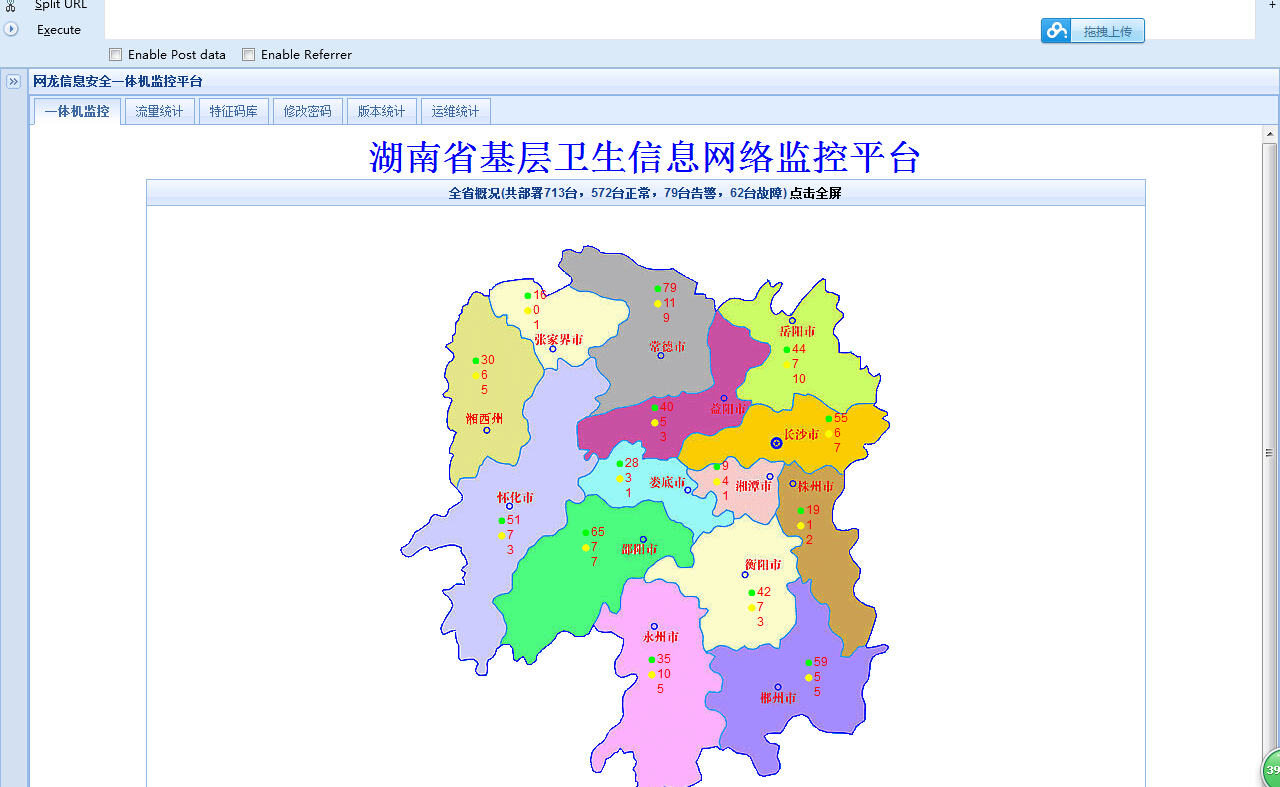 Split URL
Execute
+
拖拽上传
Enable Post data
Enable Referrer
网龙信息安全一体机监控平台
一体机监控
流量统计
特征码库
修改密码
版本统计
运维统计
湖南省基层卫生信息网络监控平台
全省概况(共部署713台，572台正常，79台告警，62台故障) 点击全屏
16
0
1
张家界市
79
11
9
常德市
岳阳市
44
7
10
30
6
5
湘西州
40
5
3
益阳市
55
6
7
长沙市
28
3
1
娄底市
9
4
1
湘潭市
株州市
19
1
2
怀化市
51
7
3
65
7
7
邵阳市
衡阳市
42
7
3
永州市
35
10
5
59
5
5
郴州市
39